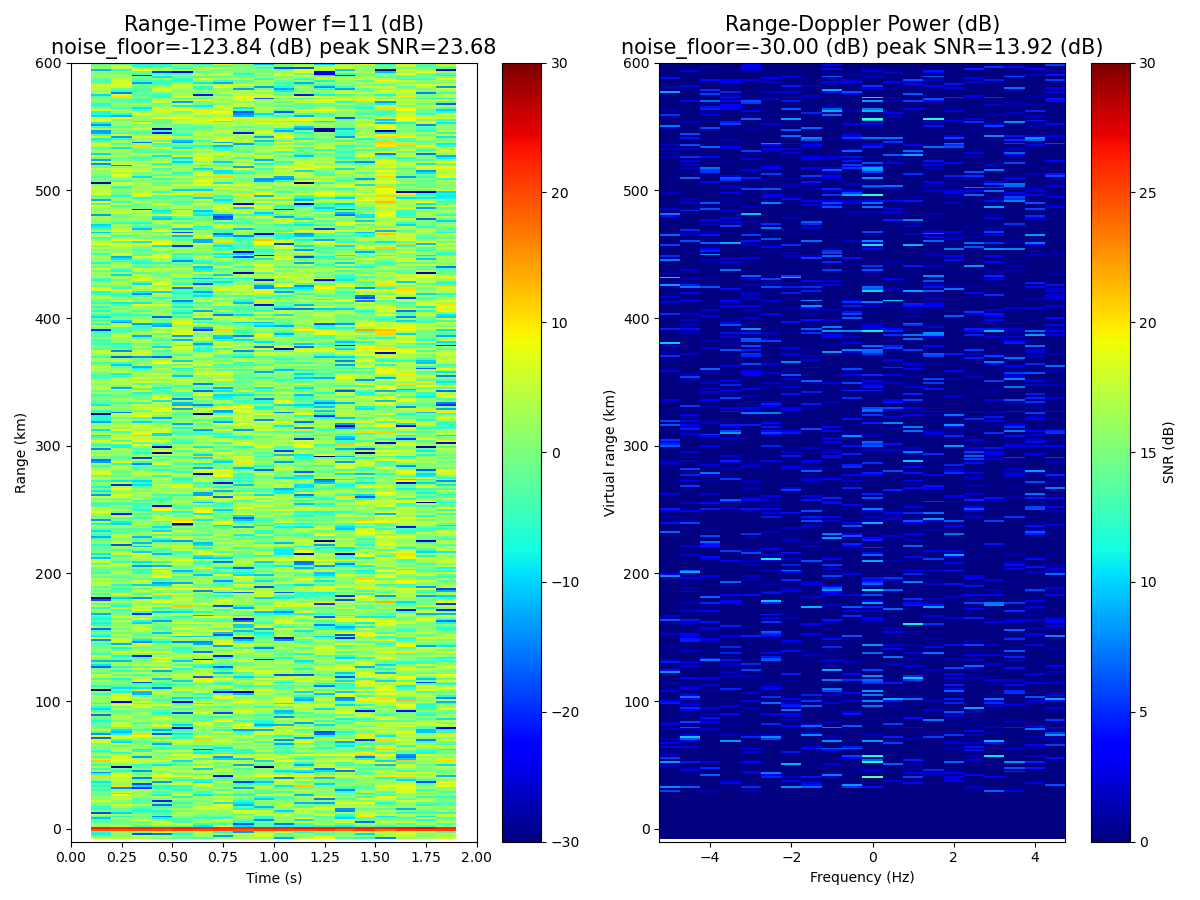 Range-Time Power f=11 (dB)
noise_floor=-123.84 (dB) peak SNR=23.68
Range (km)
600
500
400
300
200
100
0
0.00 0.25 0.50 0.75 1.00 1.25 1.50 1.75 2.00
Time (s)
30
20
10
0
−10
−20
−30
Range-Doppler Power (dB)
noise_floor=-30.00 (dB) peak SNR=13.92 (dB)
Virtual range (km)
600
500
400
300
200
100
0
−4 −2 0 2 4
Frequency (Hz)
30
25
20
15
10
5
0
SNR (dB)